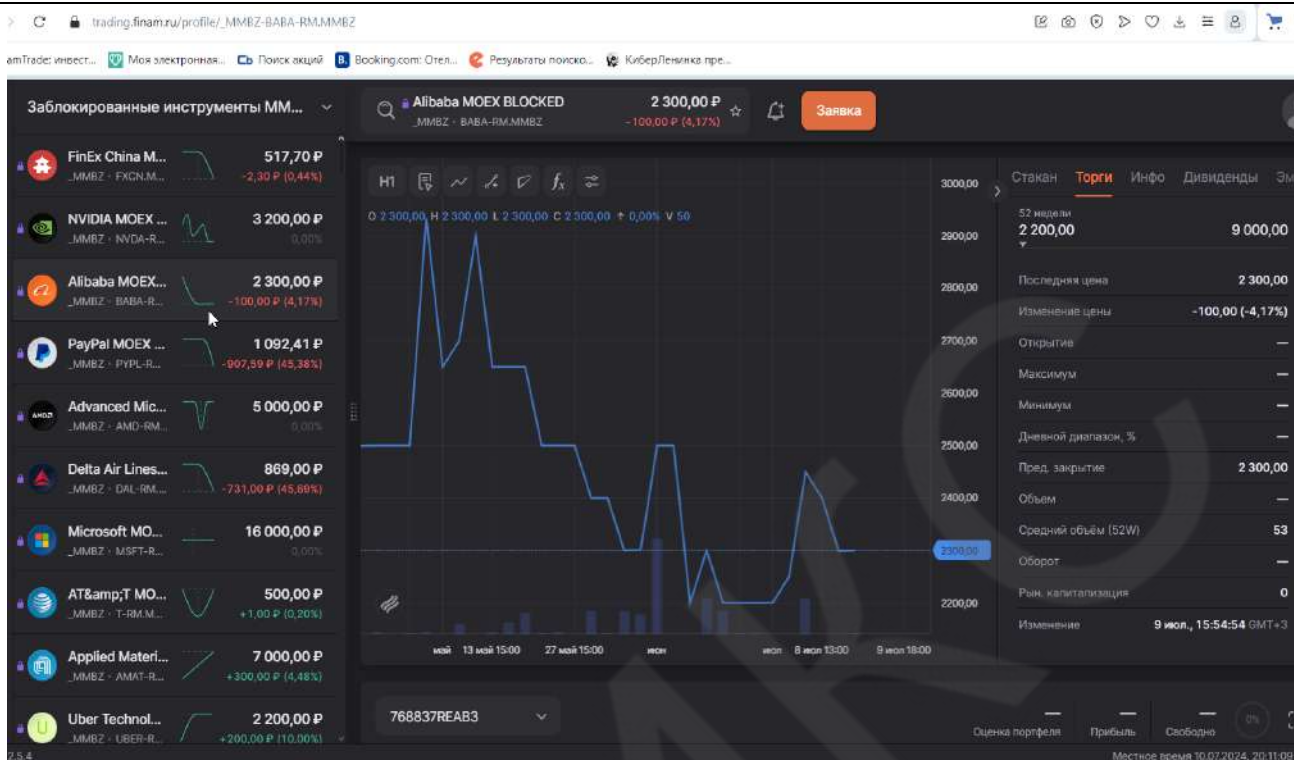 trading.finam.ru/profile/_MMBZ-BABA-RM.MMBZ
amTrade: инвест... Моя электронная... Поиск акций Booking.com: Отел... Результаты поиско... КиберЛенинка пре...
Заблокированные инструменты MM...
Alibaba MOEX BLOCKED 2 300,00 ₽
_MMBZ · BABA-RM.MMBZ -100,00 ₽ (4,17%)
Заявка
FinEx China M... 517,70 ₽
_MMBZ · FXCN.M... -2,30 ₽ (0,44%)
NVIDIA MOEX ... 3 200,00 ₽
_MMBZ · NVDA-R... 0,00%
Alibaba MOEX... 2 300,00 ₽
_MMBZ · BABA-R... -100,00 ₽ (4,17%)
PayPal MOEX ... 1 092,41 ₽
_MMBZ · PYPL-R... -907,59 ₽ (45,38%)
AMD
Advanced Mic... 5 000,00 ₽
_MMBZ · AMD-RM... 0,00%
Delta Air Lines... 869,00 ₽
_MMBZ · DAL-RM.... -731,00 ₽ (45,69%)
Microsoft MO... 16 000,00 ₽
_MMBZ · MSFT-R... 0,00%
AT&amp;T MO... 500,00 ₽
_MMBZ · T-RM.M... +1,00 ₽ (0,20%)
Applied Materi... 7 000,00 ₽
_MMBZ · AMAT-R... +300,00 ₽ (4,48%)
Uber Technol... 2 200,00 ₽
_MMBZ · UBER-R... +200,00 ₽ (10,00%)
2.5.4
H1 fx
O 2 300,00 H 2 300,00 L 2 300,00 C 2 300,00 + 0,00% V 50
3000,00
2900,00
2800,00
2700,00
2600,00
2500,00
2400,00
2300,00
2200,00
май 13 май 15:00 27 май 15:00 июн июл 8 июл 13:00 9 июл 18:00
Стакан Торги Инфо Дивиденды Эм
52 недели
2 200,00 9 000,00
Последняя цена 2 300,00
Изменение цены -100,00 (-4,17%)
Открытие —
Максимум —
Минимум —
Дневной диапазон, % —
Пред. закрытие 2 300,00
Объем —
Средний объём (52W) 53
Оборот —
Рын. капитализация 0
Изменение 9 июл., 15:54:54 GMT+3
768837REAB3
— — — 0%
Оценка портфеля Прибыль Свободно
Местное время 10.07.2024, 20:11:09